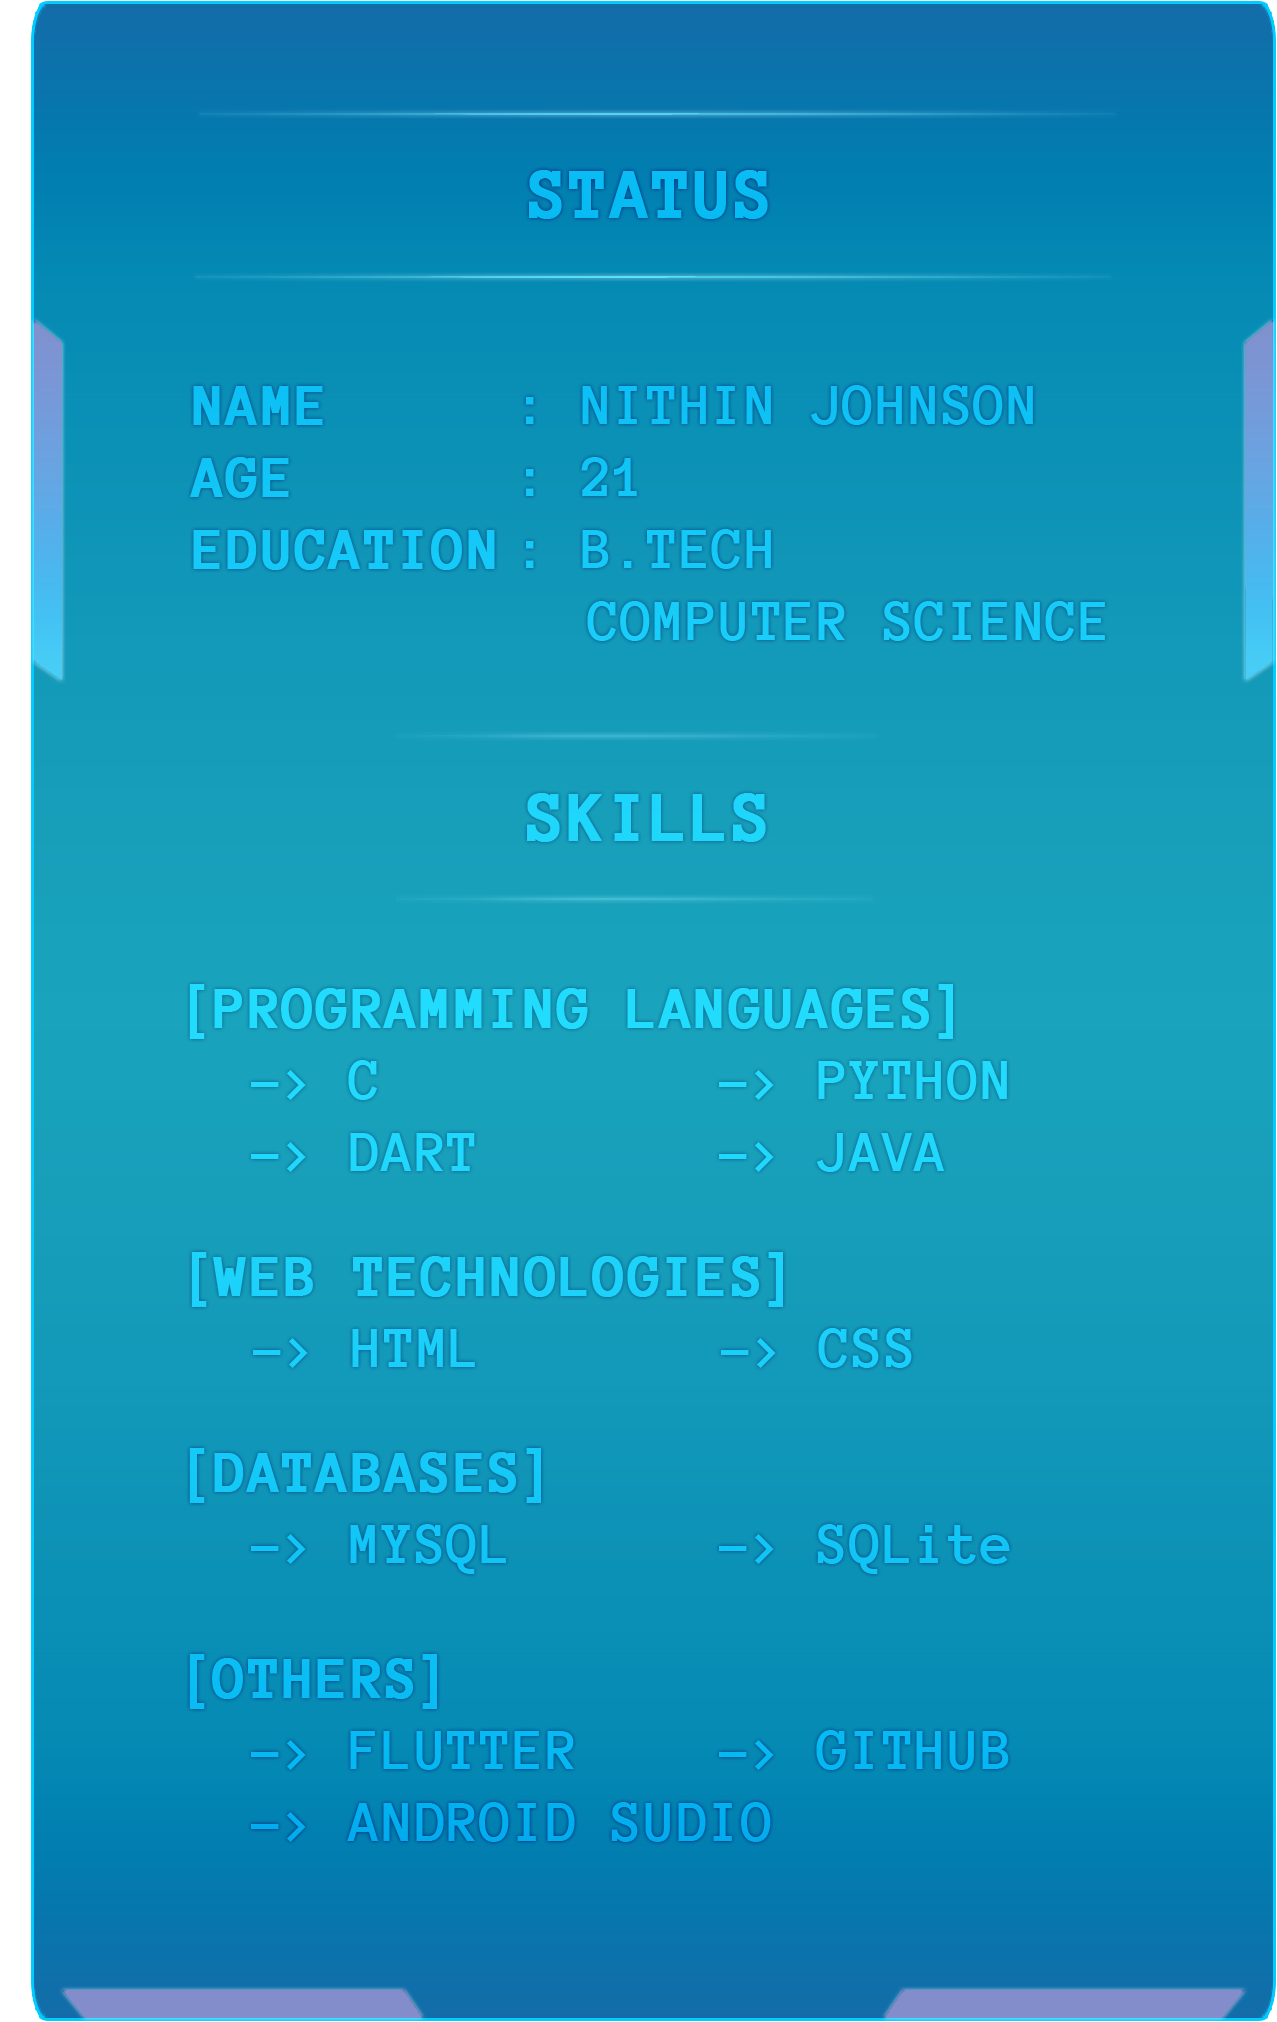 STATUS
NAME : NITHIN JOHNSON
AGE : 21
EDUCATION : B.TECH
COMPUTER SCIENCE
SKILLS
[PROGRAMMING LANGUAGES]
—> C —> PYTHON
—> DART —> JAVA
[WEB TECHNOLOGIES]
—> HTML —> CSS
[DATABASES]
—> MYSQL —> SQLite
[OTHERS]
—> FLUTTER —> GITHUB
—> ANDROID SUDIO